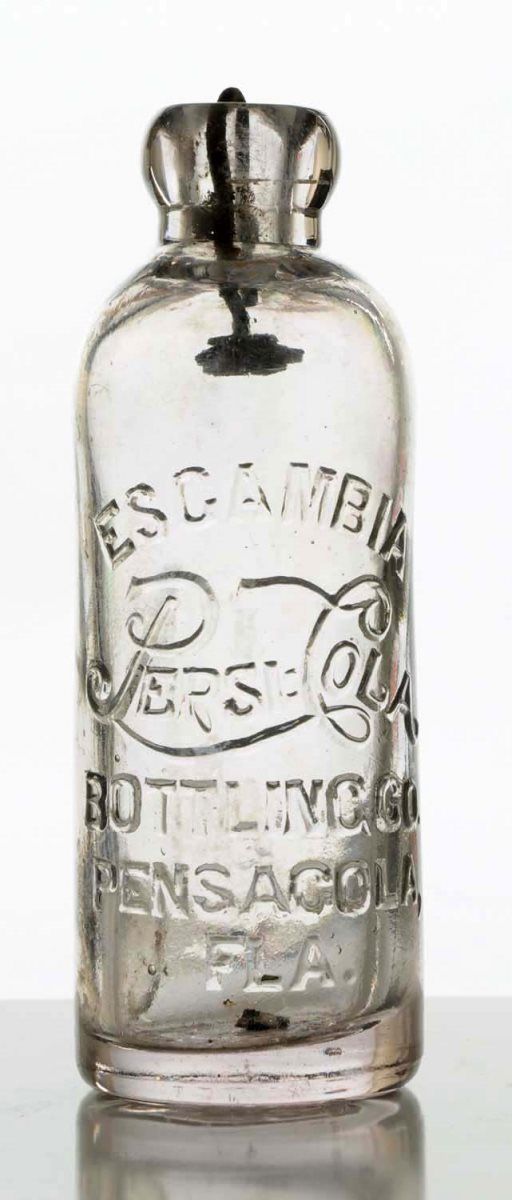 ESCAMBIA
PEPSI:COLA
BOTTLING CO.
PENSACOLA,
FLA.